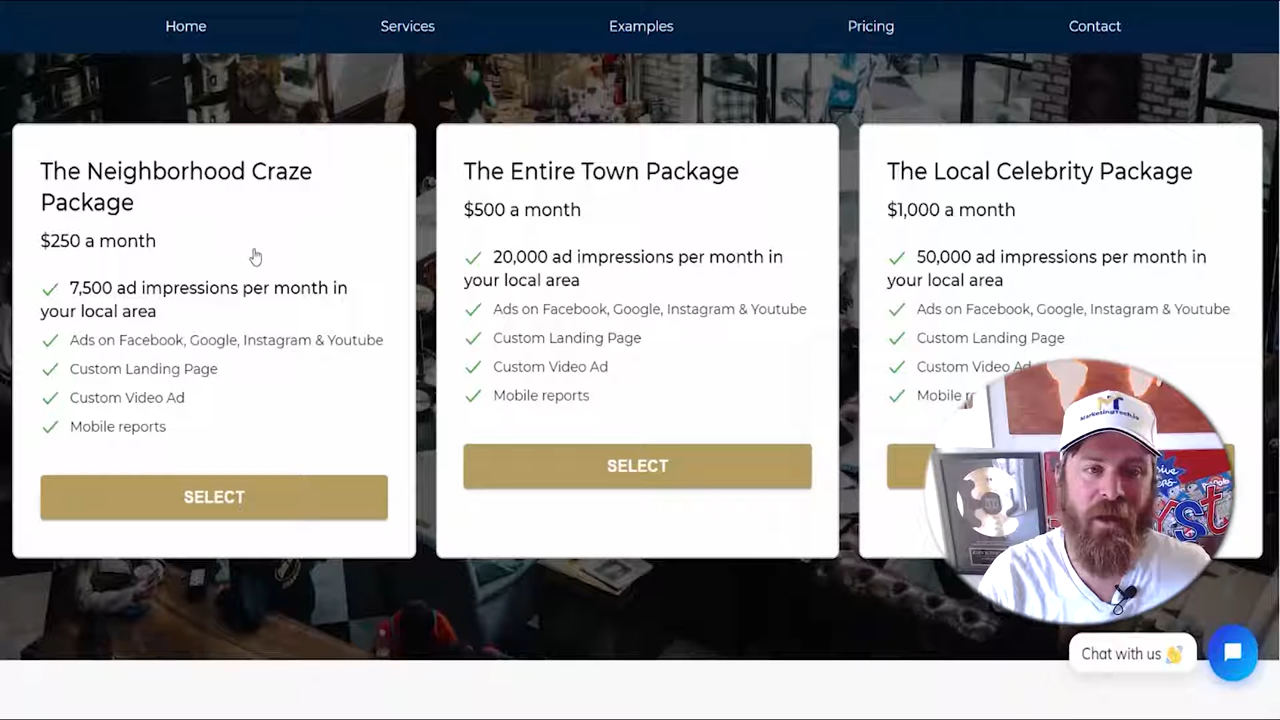 Home
Services
Examples
Pricing
Contact
The Neighborhood Craze
Package
$250 a month
7,500 ad impressions per month in
your local area
Ads on Facebook, Google, Instagram & Youtube
Custom Landing Page
Custom Video Ad
Mobile reports
SELECT
The Entire Town Package
$500 a month
20,000 ad impressions per month in
your local area
Ads on Facebook, Google, Instagram & Youtube
Custom Landing Page
Custom Video Ad
Mobile reports
SELECT
The Local Celebrity Package
$1,000 a month
50,000 ad impressions per month in
your local area
Ads on Facebook, Google, Instagram & Youtube
Custom Landing Page
Custom Video Ad
Mobile
MT
MarketingTech.io
Chat with us 👋